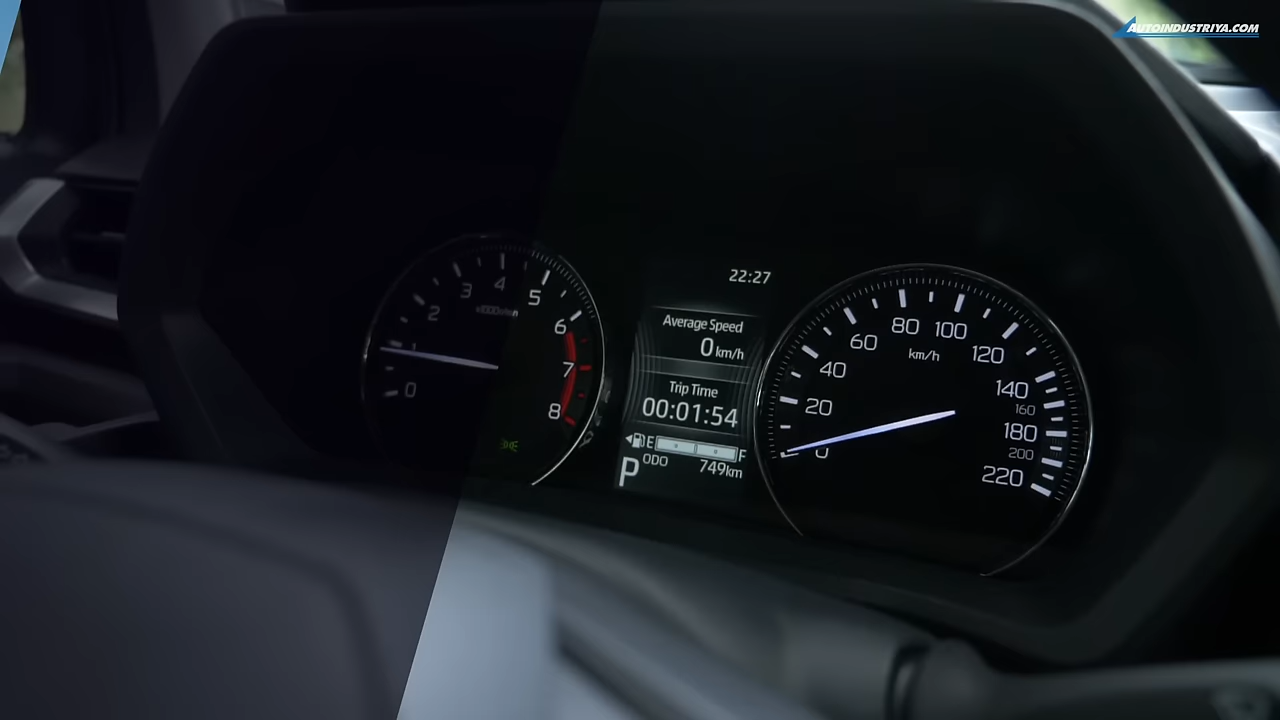 AUTOINDUSTRIYA.COM
22:27
Average Speed
0 km/h
Trip Time
00:01:54
E F
P ODO 749km
0 1 2 3 4 5 6 7 8
0 20 40 60 80 100 120 140 160 180 200 220
km/h